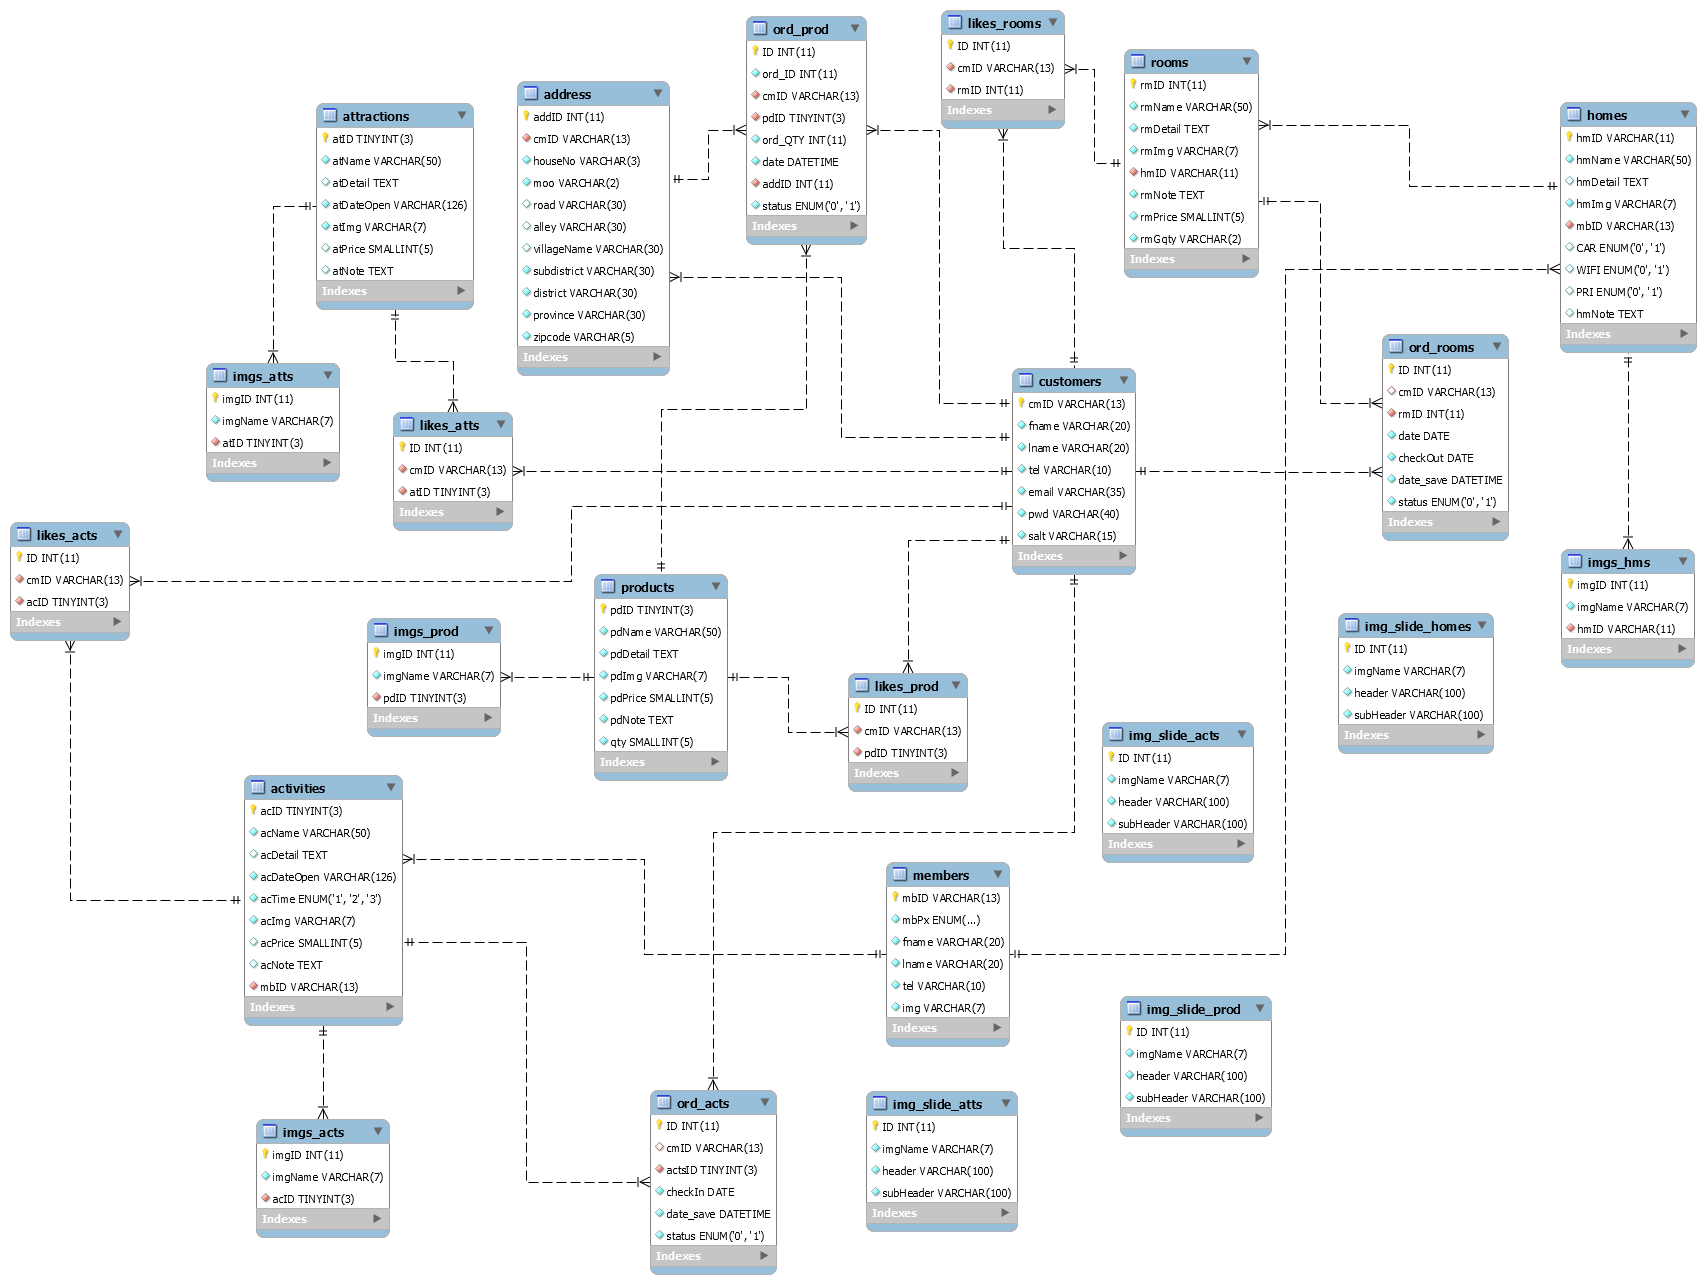 ord_prod
ID INT(11)
ord_ID INT(11)
cmID VARCHAR(13)
pdID TINYINT(3)
ord_QTY INT(11)
date DATETIME
addID INT(11)
status ENUM('0', '1')
Indexes
likes_rooms
ID INT(11)
cmID VARCHAR(13)
rmID INT(11)
Indexes
rooms
rmID INT(11)
rmName VARCHAR(50)
rmDetail TEXT
rmImg VARCHAR(7)
hmID VARCHAR(11)
rmNote TEXT
rmPrice SMALLINT(5)
rmGqty VARCHAR(2)
Indexes
address
addID INT(11)
cmID VARCHAR(13)
houseNo VARCHAR(3)
moo VARCHAR(2)
road VARCHAR(30)
alley VARCHAR(30)
villageName VARCHAR(30)
subdistrict VARCHAR(30)
district VARCHAR(30)
province VARCHAR(30)
zipcode VARCHAR(5)
Indexes
attractions
atID TINYINT(3)
atName VARCHAR(50)
atDetail TEXT
atDateOpen VARCHAR(126)
atImg VARCHAR(7)
atPrice SMALLINT(5)
atNote TEXT
Indexes
homes
hmID VARCHAR(11)
hmName VARCHAR(50)
hmDetail TEXT
hmImg VARCHAR(7)
mbID VARCHAR(13)
CAR ENUM('0', '1')
WIFI ENUM('0', '1')
PRI ENUM('0', '1')
hmNote TEXT
Indexes
ord_rooms
ID INT(11)
cmID VARCHAR(13)
rmID INT(11)
date DATE
checkOut DATE
date_save DATETIME
status ENUM('0', '1')
Indexes
imgs_atts
imgID INT(11)
imgName VARCHAR(7)
atID TINYINT(3)
Indexes
customers
cmID VARCHAR(13)
fname VARCHAR(20)
lname VARCHAR(20)
tel VARCHAR(10)
email VARCHAR(35)
pwd VARCHAR(40)
salt VARCHAR(15)
Indexes
likes_atts
ID INT(11)
cmID VARCHAR(13)
atID TINYINT(3)
Indexes
likes_acts
ID INT(11)
cmID VARCHAR(13)
acID TINYINT(3)
Indexes
imgs_hms
imgID INT(11)
imgName VARCHAR(7)
hmID VARCHAR(11)
Indexes
products
pdID TINYINT(3)
pdName VARCHAR(50)
pdDetail TEXT
pdImg VARCHAR(7)
pdPrice SMALLINT(5)
pdNote TEXT
qty SMALLINT(5)
Indexes
img_slide_homes
ID INT(11)
imgName VARCHAR(7)
header VARCHAR(100)
subHeader VARCHAR(100)
Indexes
imgs_prod
imgID INT(11)
imgName VARCHAR(7)
pdID TINYINT(3)
Indexes
likes_prod
ID INT(11)
cmID VARCHAR(13)
pdID TINYINT(3)
Indexes
img_slide_acts
ID INT(11)
imgName VARCHAR(7)
header VARCHAR(100)
subHeader VARCHAR(100)
Indexes
activities
acID TINYINT(3)
acName VARCHAR(50)
acDetail TEXT
acDateOpen VARCHAR(126)
acTime ENUM('1', '2', '3')
acImg VARCHAR(7)
acPrice SMALLINT(5)
acNote TEXT
mbID VARCHAR(13)
Indexes
members
mbID VARCHAR(13)
mbPx ENUM(...)
fname VARCHAR(20)
lname VARCHAR(20)
tel VARCHAR(10)
img VARCHAR(7)
Indexes
img_slide_prod
ID INT(11)
imgName VARCHAR(7)
header VARCHAR(100)
subHeader VARCHAR(100)
Indexes
ord_acts
ID INT(11)
cmID VARCHAR(13)
actsID TINYINT(3)
checkIn DATE
date_save DATETIME
status ENUM('0', '1')
Indexes
img_slide_atts
ID INT(11)
imgName VARCHAR(7)
header VARCHAR(100)
subHeader VARCHAR(100)
Indexes
imgs_acts
imgID INT(11)
imgName VARCHAR(7)
acID TINYINT(3)
Indexes